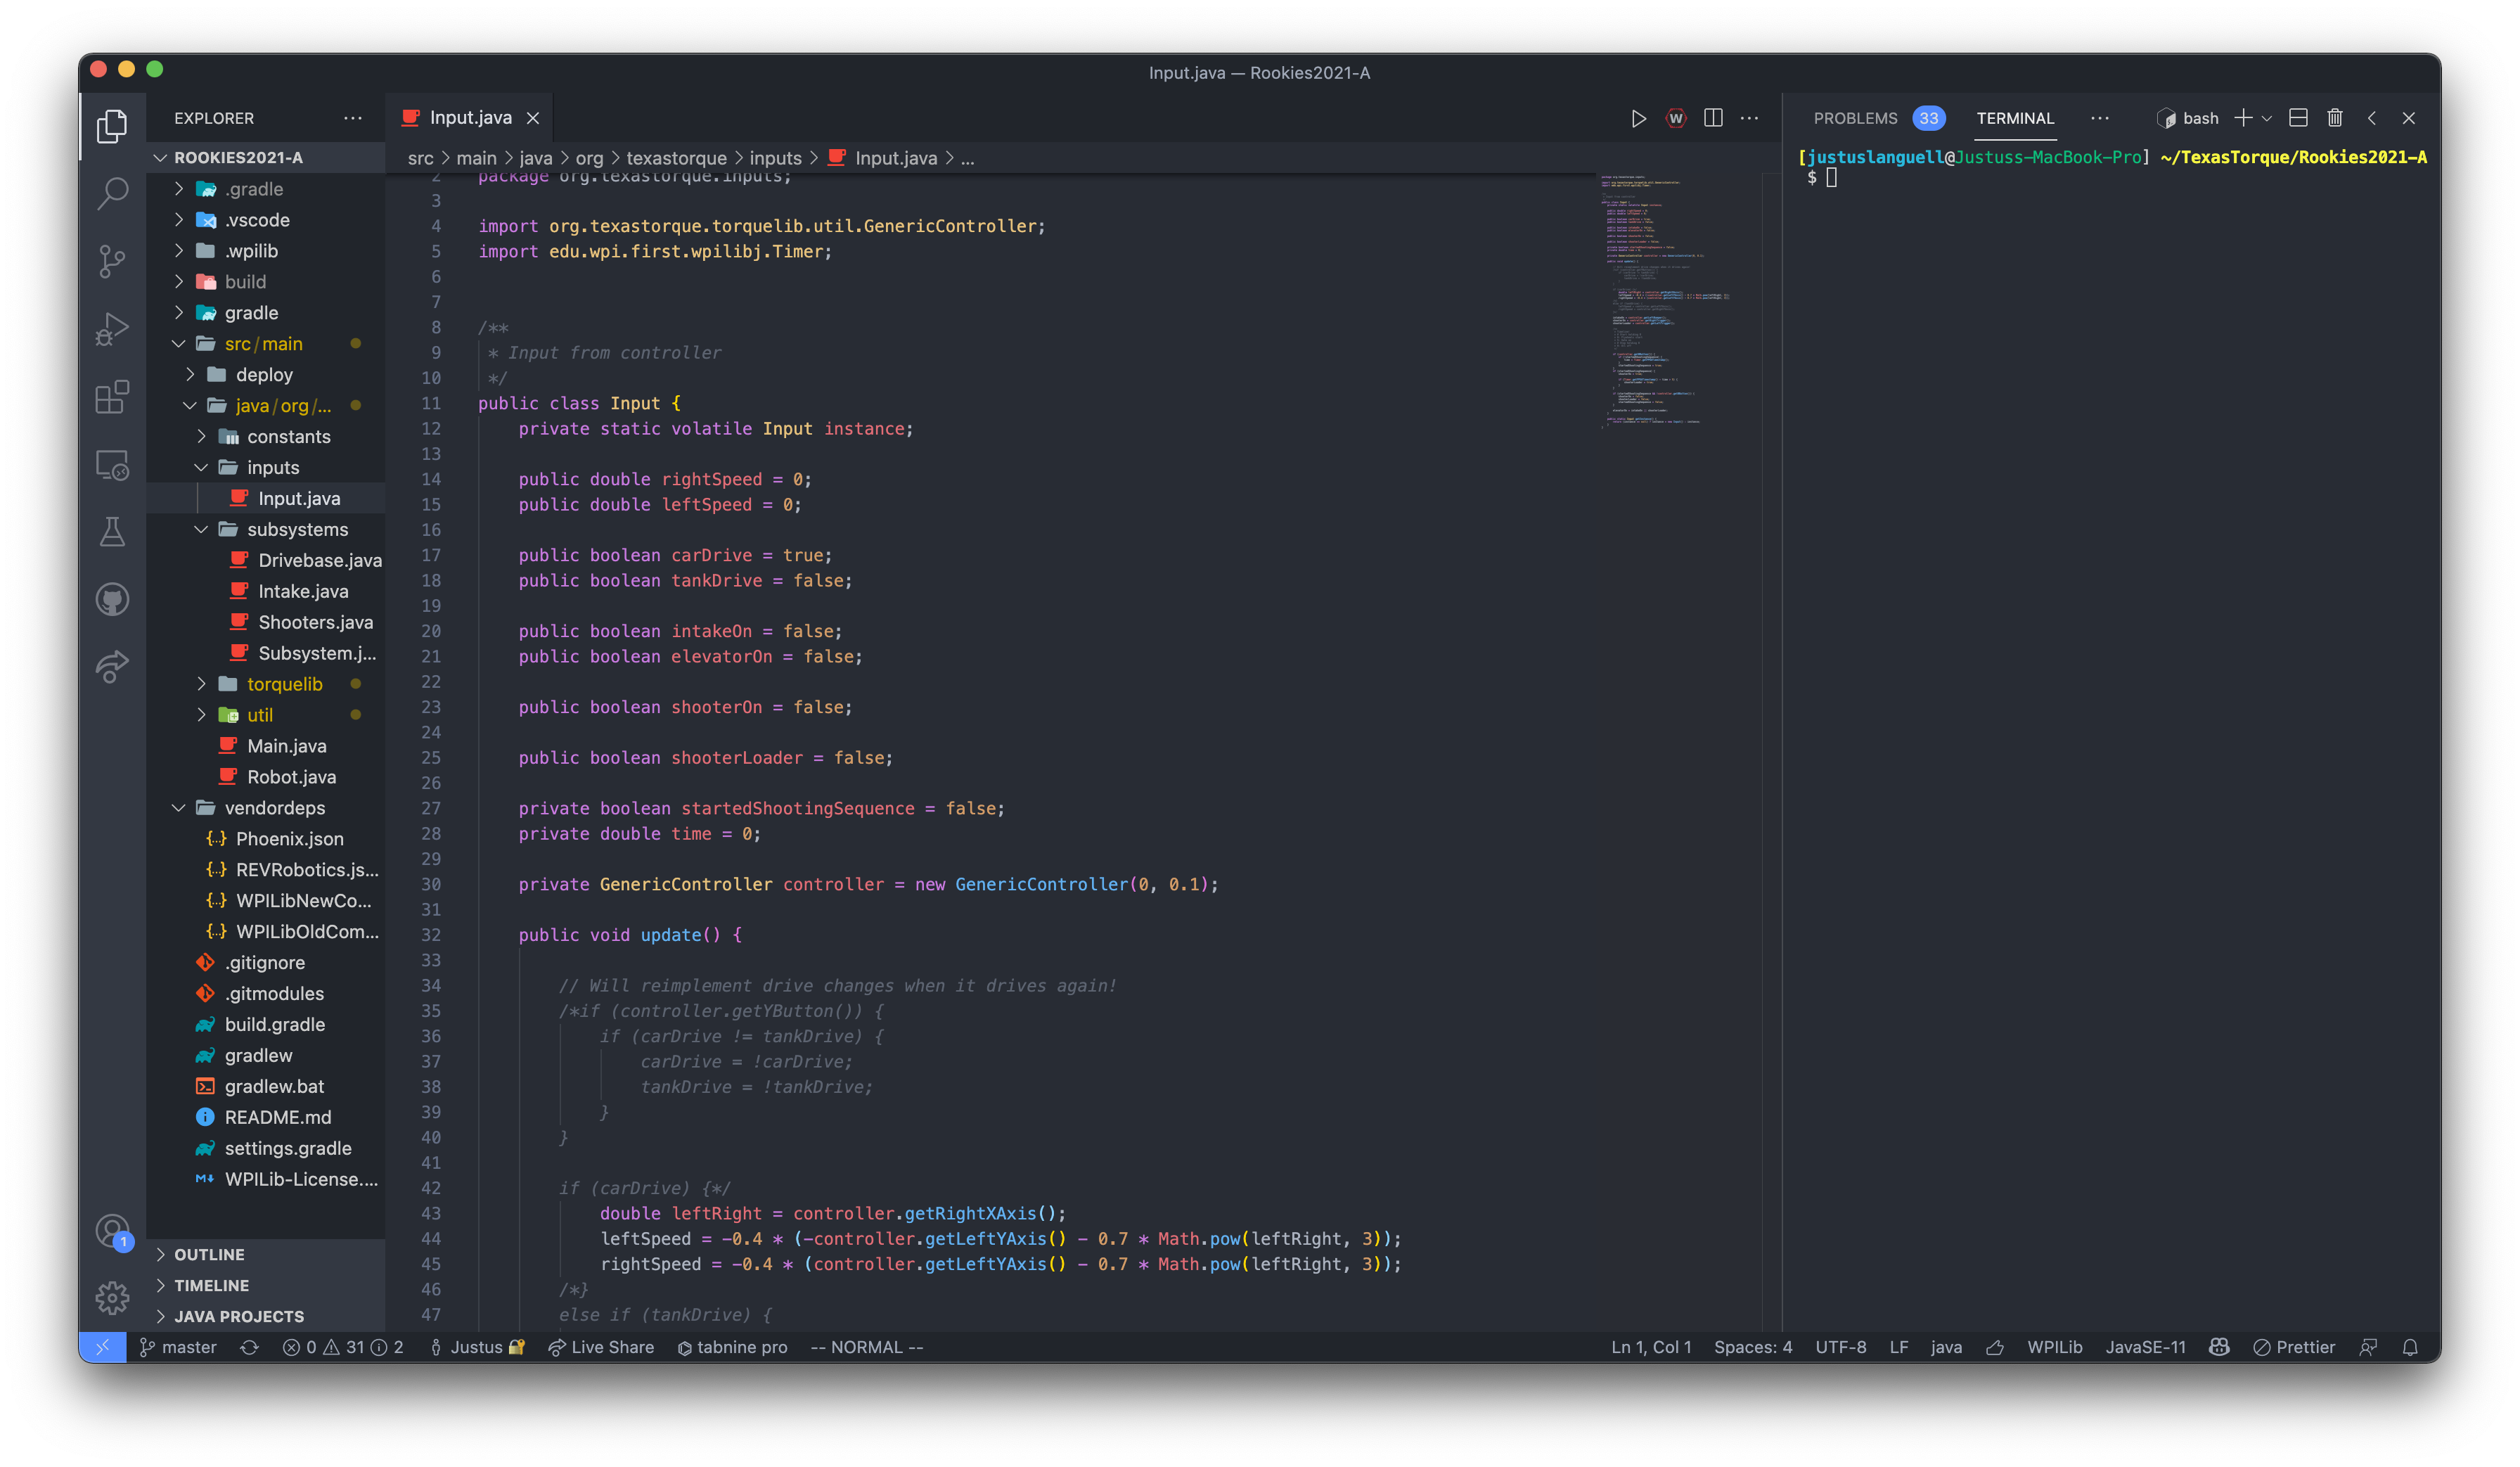 Input.java — Rookies2021-A
EXPLORER
ROOKIES2021-A
.gradle
.vscode
.wpilib
build
gradle
src/main
deploy
java/org/...
constants
inputs
Input.java
subsystems
Drivebase.java
Intake.java
Shooters.java
Subsystem.j...
torquelib
util
Main.java
Robot.java
vendordeps
Phoenix.json
REVRobotics.js...
WPILibNewCo...
WPILibOldCom...
.gitignore
.gitmodules
build.gradle
gradlew
gradlew.bat
README.md
settings.gradle
WPILib-License....
OUTLINE
TIMELINE
JAVA PROJECTS
1
Input.java
src > main > java > org > texastorque > inputs > Input.java > ...
2 package org.texastorque.inputs;
3
4 import org.texastorque.torquelib.util.GenericController;
5 import edu.wpi.first.wpilibj.Timer;
6
7
8 /**
9 * Input from controller
10 */
11 public class Input {
12 private static volatile Input instance;
13
14 public double rightSpeed = 0;
15 public double leftSpeed = 0;
16
17 public boolean carDrive = true;
18 public boolean tankDrive = false;
19
20 public boolean intakeOn = false;
21 public boolean elevatorOn = false;
22
23 public boolean shooterOn = false;
24
25 public boolean shooterLoader = false;
26
27 private boolean startedShootingSequence = false;
28 private double time = 0;
29
30 private GenericController controller = new GenericController(0, 0.1);
31
32 public void update() {
33
34 // Will reimplement drive changes when it drives again!
35 /*if (controller.getYButton()) {
36 if (carDrive != tankDrive) {
37 carDrive = !carDrive;
38 tankDrive = !tankDrive;
39 }
40 }
41
42 if (carDrive) {*/
43 double leftRight = controller.getRightXAxis();
44 leftSpeed = -0.4 * (-controller.getLeftYAxis() - 0.7 * Math.pow(leftRight, 3));
45 rightSpeed = -0.4 * (controller.getLeftYAxis() - 0.7 * Math.pow(leftRight, 3));
46 /*}
47 else if (tankDrive) {
PROBLEMS 33 TERMINAL bash
[justuslanguell@Justuss-MacBook-Pro] ~/TexasTorque/Rookies2021-A
$
master 0 31 2 Justus Live Share tabnine pro -- NORMAL -- Ln 1, Col 1 Spaces: 4 UTF-8 LF java WPILib JavaSE-11 Prettier